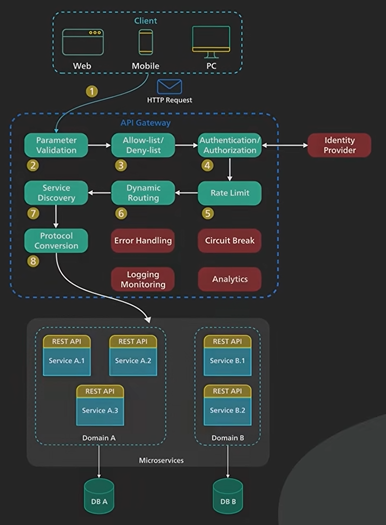 Client
Web
Mobile
PC
1
HTTP Request
API Gateway
Parameter
Validation
2
Allow-list/
Deny-list
3
Authentication/
Authorization
4
Identity
Provider
Service
Discovery
7
Dynamic
Routing
6
Rate Limit
5
Protocol
Conversion
8
Error Handling
Circuit Break
Logging
Monitoring
Analytics
REST API
Service A.1
REST API
Service A.2
REST API
Service B.1
REST API
Service A.3
REST API
Service B.2
Domain A
Domain B
Microservices
DB A
DB B